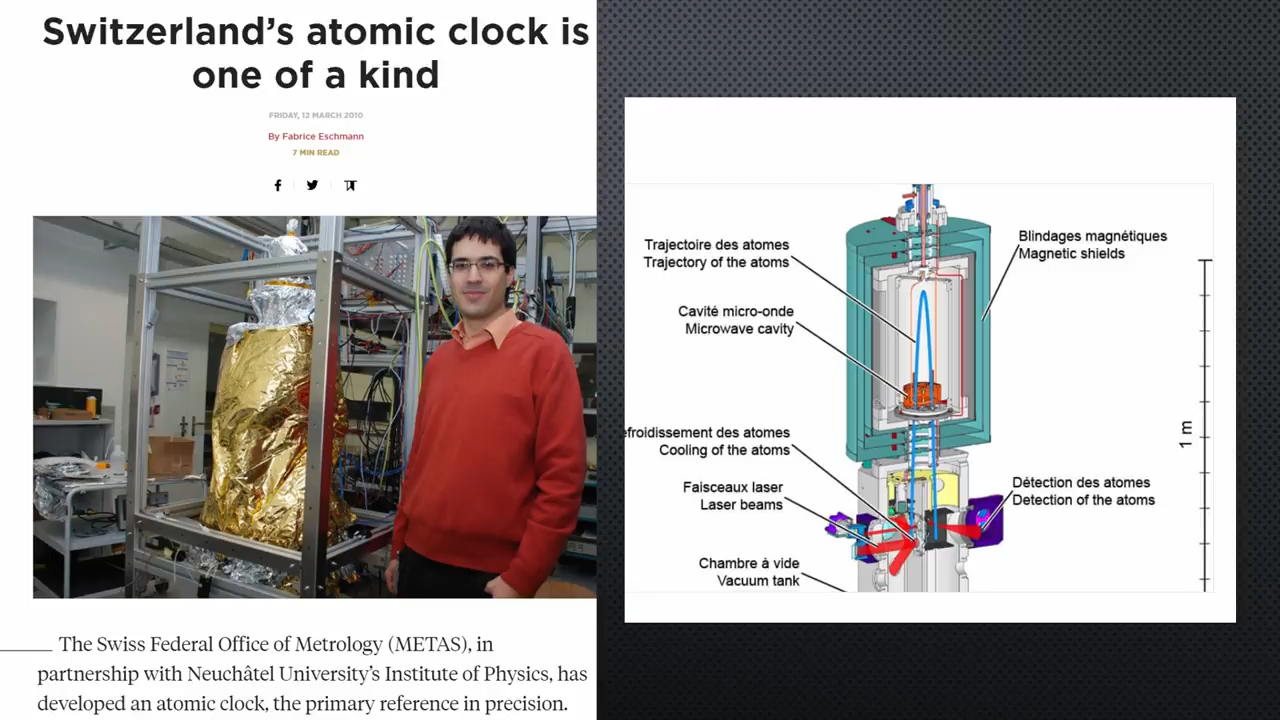 Switzerland's atomic clock is
one of a kind
FRIDAY, 12 MARCH 2010
By Fabrice Eschmann
7 MIN READ
The Swiss Federal Office of Metrology (METAS), in
partnership with Neuchâtel University's Institute of Physics, has
developed an atomic clock, the primary reference in precision.
Trajectoire des atomes
Trajectory of the atoms
Blindages magnétiques
Magnetic shields
Cavité micro-onde
Microwave cavity
efroidissement des atomes
Cooling of the atoms
1 m
Faisceaux laser
Laser beams
Détection des atomes
Detection of the atoms
Chambre à vide
Vacuum tank